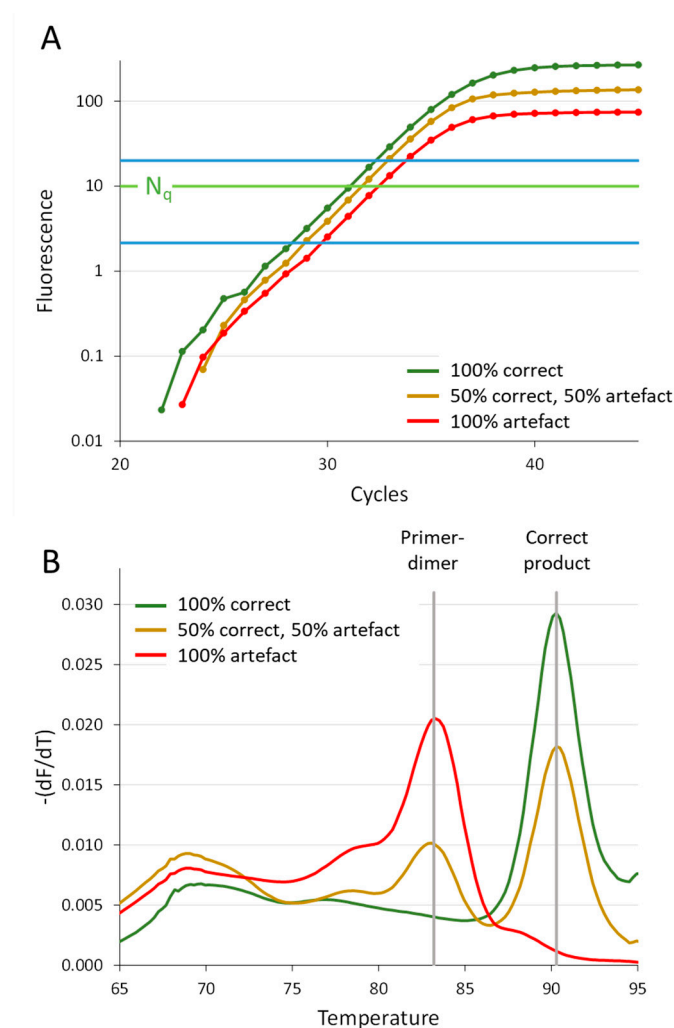 A
100
10
1
0.1
0.01
Fluorescence
Nq
100% correct
50% correct, 50% artefact
100% artefact
20
30
40
Cycles
B
Primer-
dimer
Correct
product
0.030
0.025
0.020
0.015
0.010
0.005
0.000
-(dF/dT)
100% correct
50% correct, 50% artefact
100% artefact
65
70
75
80
85
90
95
Temperature